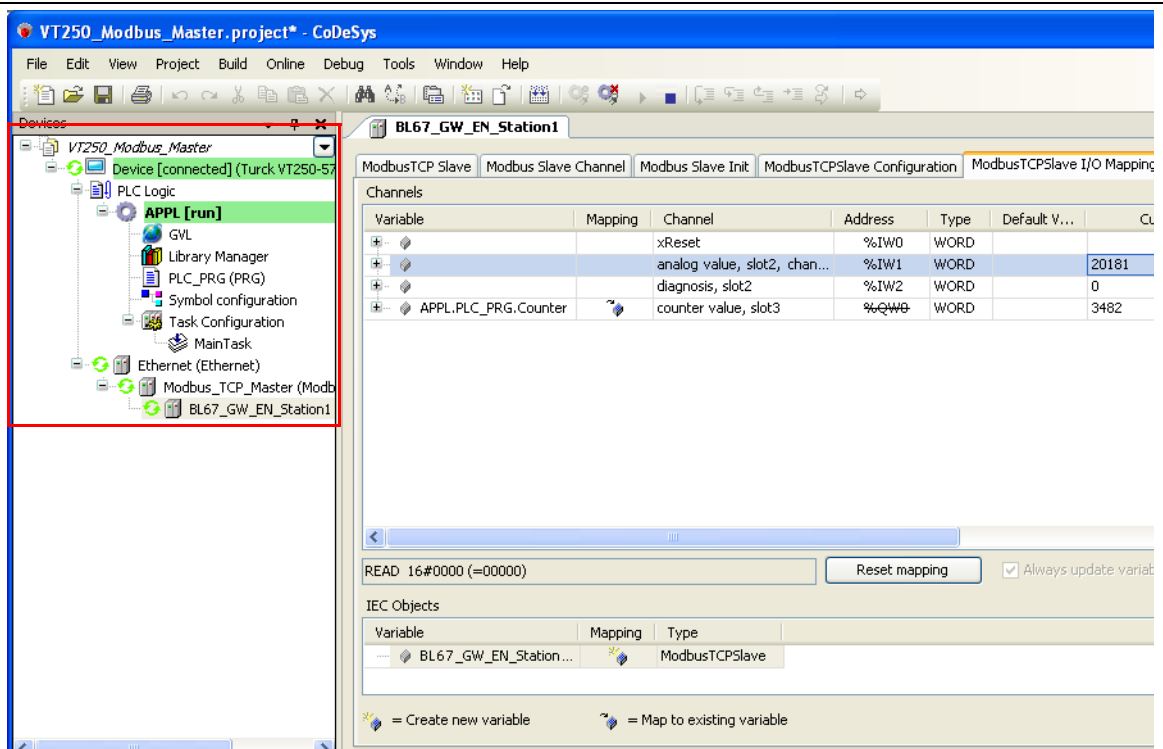 VT250_Modbus_Master.project* - CoDeSys
File Edit View Project Build Online Debug Tools Window Help
Devices
VT250_Modbus_Master
Device [connected] (Turck VT250-57
PLC Logic
APPL [run]
GVL
Library Manager
PLC_PRG (PRG)
Symbol configuration
Task Configuration
MainTask
Ethernet (Ethernet)
Modbus_TCP_Master (Modb
BL67_GW_EN_Station1
BL67_GW_EN_Station1
ModbusTCP Slave Modbus Slave Channel Modbus Slave Init ModbusTCPSlave Configuration ModbusTCPSlave I/O Mapping
Channels
Variable Mapping Channel Address Type Default V... Cu
xReset %IW0 WORD
analog value, slot2, chan... %IW1 WORD 20181
diagnosis, slot2 %IW2 WORD 0
APPL.PLC_PRG.Counter counter value, slot3 %QW0 WORD 3482
READ 16#0000 (=00000) Reset mapping Always update variab
IEC Objects
Variable Mapping Type
BL67_GW_EN_Station... ModbusTCPSlave
= Create new variable = Map to existing variable